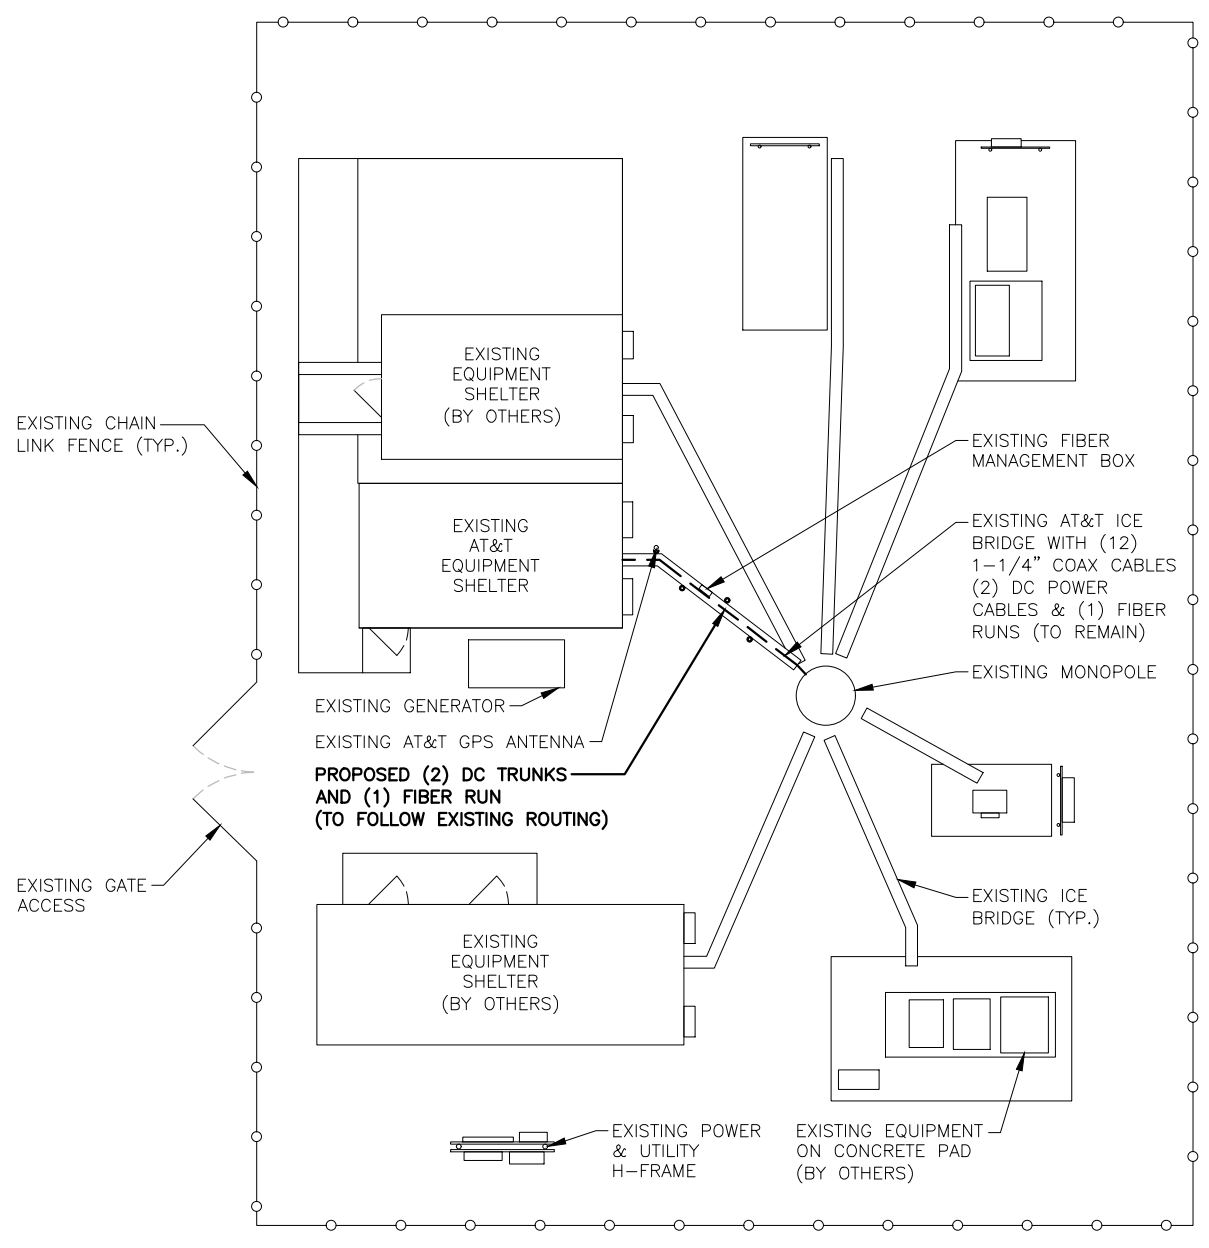 EXISTING
EQUIPMENT
SHELTER
(BY OTHERS)
EXISTING CHAIN
LINK FENCE (TYP.)
EXISTING FIBER
MANAGEMENT BOX
EXISTING
AT&T
EQUIPMENT
SHELTER
EXISTING AT&T ICE
BRIDGE WITH (12)
1-1/4" COAX CABLES
(2) DC POWER
CABLES & (1) FIBER
RUNS (TO REMAIN)
EXISTING MONOPOLE
EXISTING GENERATOR
EXISTING AT&T GPS ANTENNA
PROPOSED (2) DC TRUNKS
AND (1) FIBER RUN
(TO FOLLOW EXISTING ROUTING)
EXISTING GATE
ACCESS
EXISTING ICE
BRIDGE (TYP.)
EXISTING
EQUIPMENT
SHELTER
(BY OTHERS)
EXISTING POWER
& UTILITY
H-FRAME
EXISTING EQUIPMENT
ON CONCRETE PAD
(BY OTHERS)